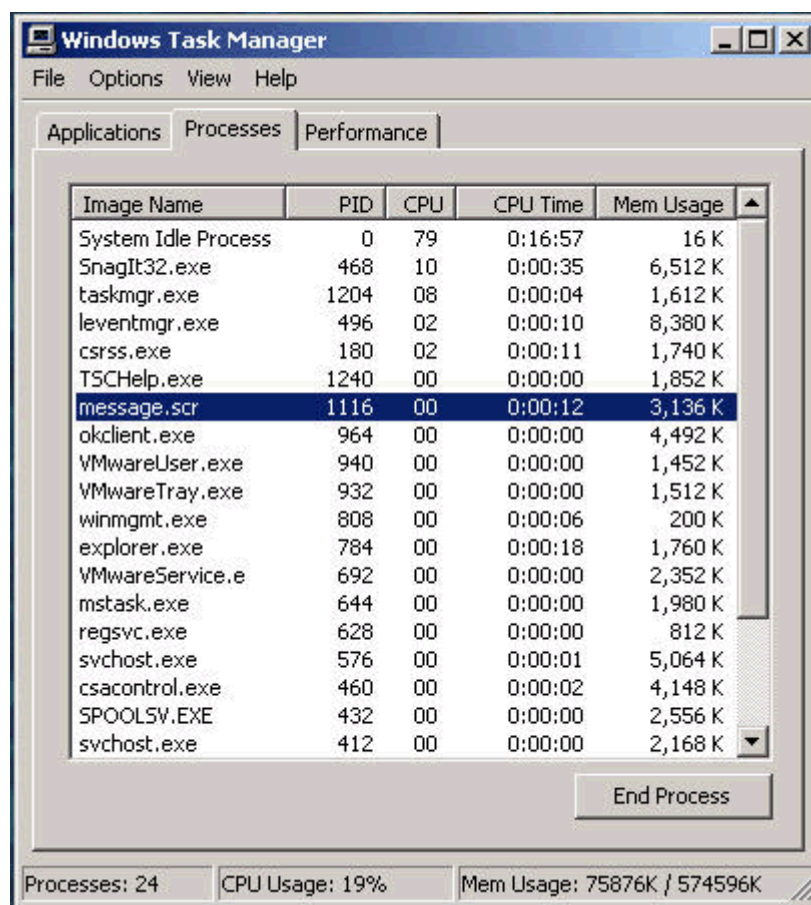 Windows Task Manager
File Options View Help
Applications Processes Performance
Image Name PID CPU CPU Time Mem Usage
System Idle Process 0 79 0:16:57 16 K
SnagIt32.exe 468 10 0:00:35 6,512 K
taskmgr.exe 1204 08 0:00:04 1,612 K
leventmgr.exe 496 02 0:00:10 8,380 K
csrss.exe 180 02 0:00:11 1,740 K
TSCHelp.exe 1240 00 0:00:00 1,852 K
message.scr 1116 00 0:00:12 3,136 K
okclient.exe 964 00 0:00:00 4,492 K
VMwareUser.exe 940 00 0:00:00 1,452 K
VMwareTray.exe 932 00 0:00:00 1,512 K
winmgmt.exe 808 00 0:00:06 200 K
explorer.exe 784 00 0:00:18 1,760 K
VMwareService.e 692 00 0:00:00 2,352 K
mstask.exe 644 00 0:00:00 1,980 K
regsvc.exe 628 00 0:00:00 812 K
svchost.exe 576 00 0:00:01 5,064 K
csacontrol.exe 460 00 0:00:02 4,148 K
SPOOLSV.EXE 432 00 0:00:00 2,556 K
svchost.exe 412 00 0:00:00 2,168 K
End Process
Processes: 24 CPU Usage: 19% Mem Usage: 75876K / 574596K